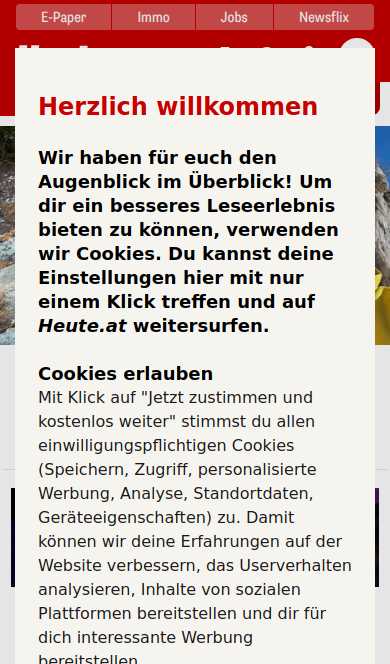 E-Paper
Immo
Jobs
Newsflix
Herzlich willkommen
Wir haben für euch den
Augenblick im Überblick! Um
dir ein besseres Leseerlebnis
bieten zu können, verwenden
wir Cookies. Du kannst deine
Einstellungen hier mit nur
einem Klick treffen und auf
Heute.at weitersurfen.
Cookies erlauben
Mit Klick auf "Jetzt zustimmen und
kostenlos weiter" stimmst du allen
einwilligungspflichtigen Cookies
(Speichern, Zugriff, personalisierte
Werbung, Analyse, Standortdaten,
Geräteeigenschaften) zu. Damit
können wir deine Erfahrungen auf der
Website verbessern, das Userverhalten
analysieren, Inhalte von sozialen
Plattformen bereitstellen und dir für
dich interessante Werbung
bereitstellen